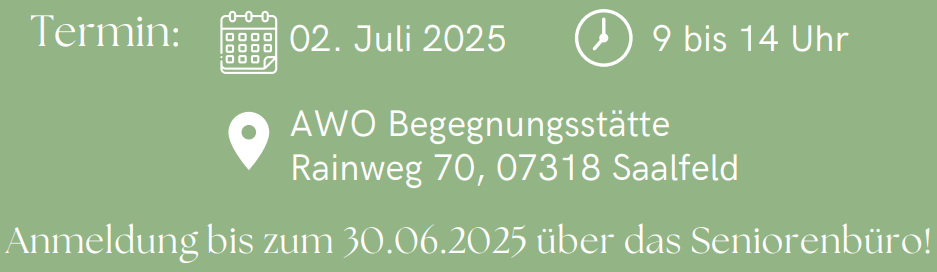 Termin: 02. Juli 2025 9 bis 14 Uhr
AWO Begegnungsstätte
Rainweg 70, 07318 Saalfeld
Anmeldung bis zum 30.06.2025 über das Seniorenbüro!